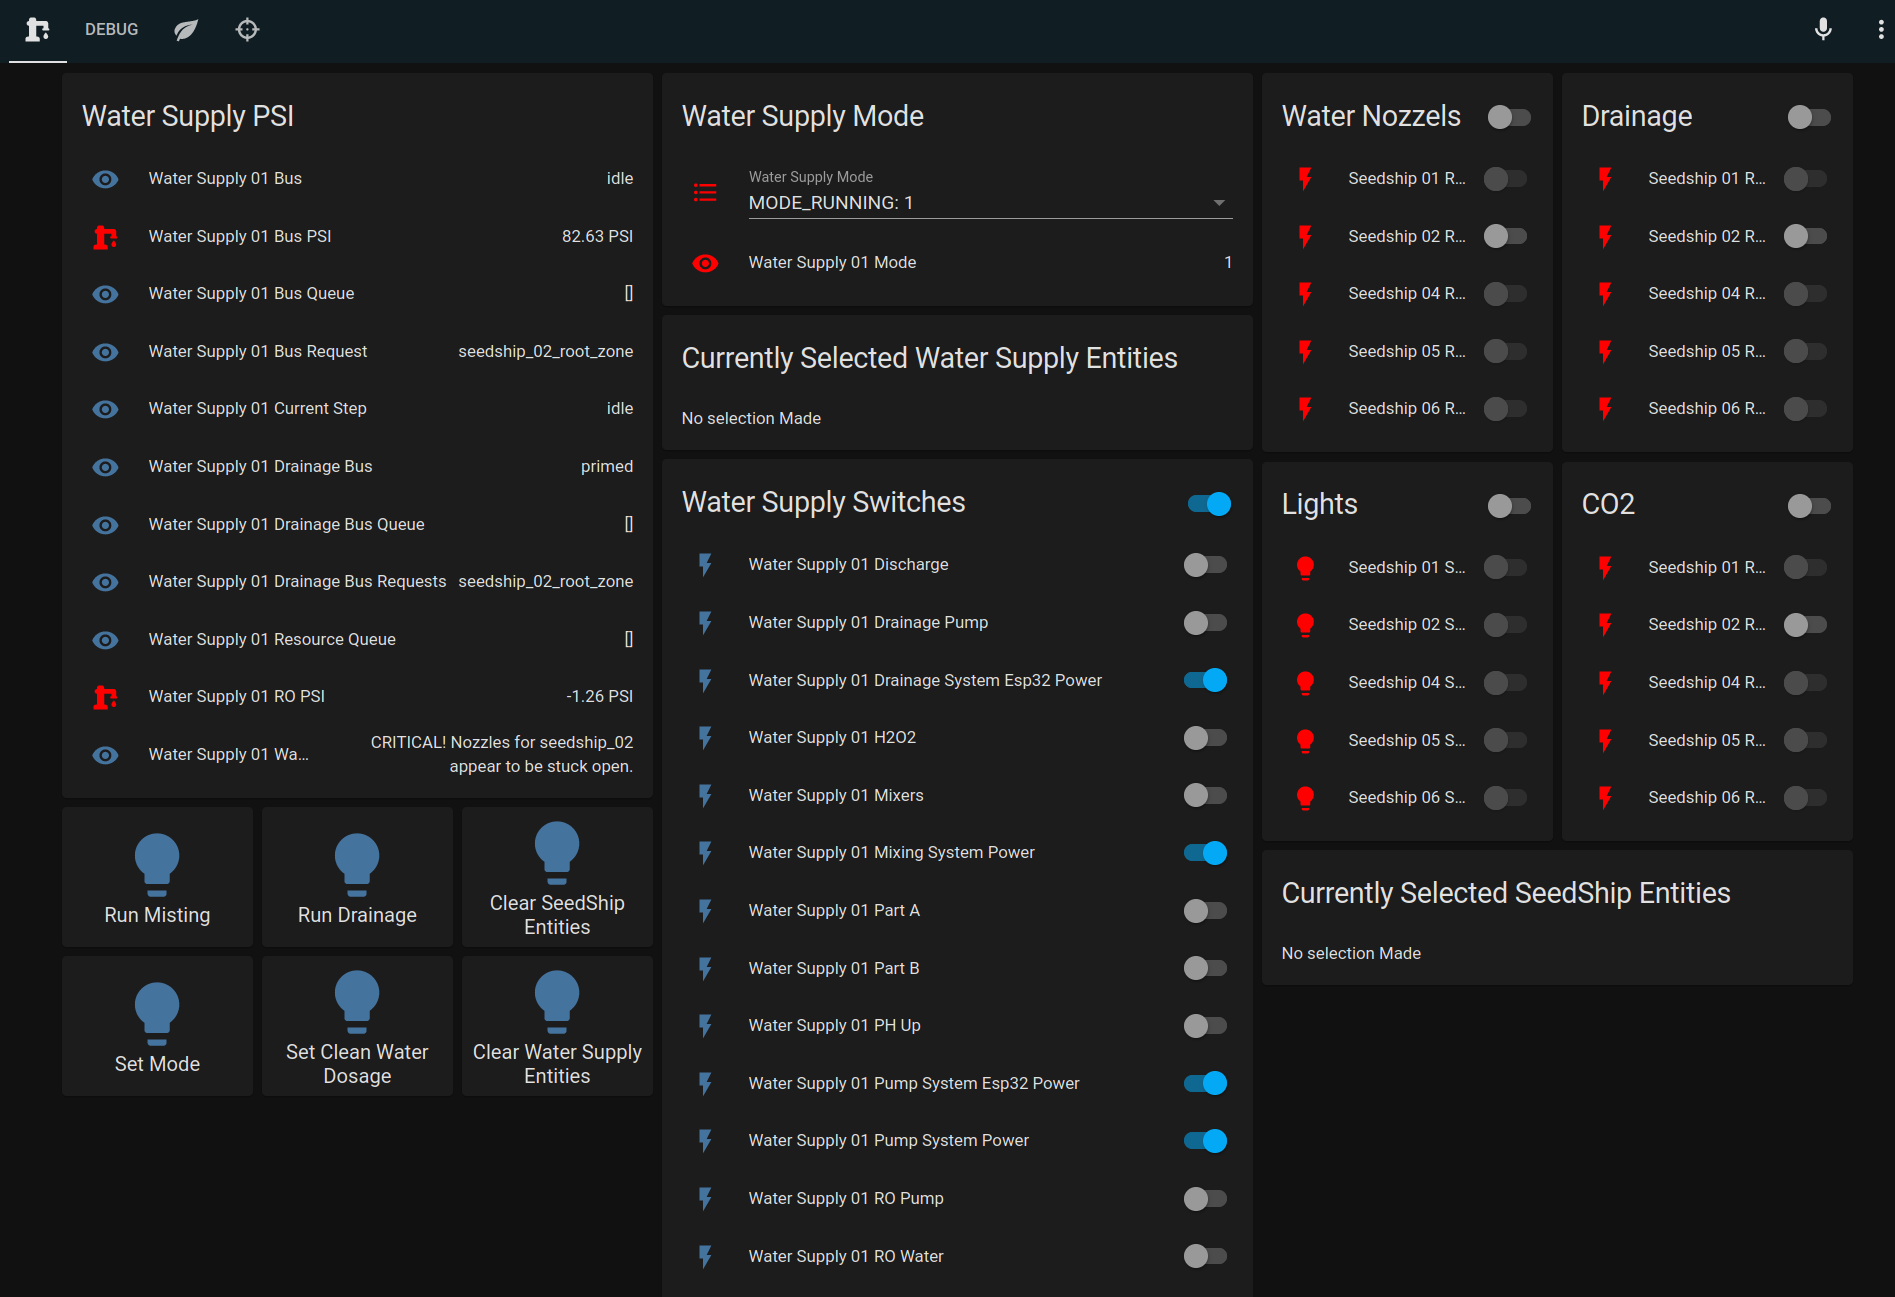 DEBUG
Water Supply PSI
Water Supply 01 Bus idle
Water Supply 01 Bus PSI 82.63 PSI
Water Supply 01 Bus Queue []
Water Supply 01 Bus Request seedship_02_root_zone
Water Supply 01 Current Step idle
Water Supply 01 Drainage Bus primed
Water Supply 01 Drainage Bus Queue []
Water Supply 01 Drainage Bus Requests seedship_02_root_zone
Water Supply 01 Resource Queue []
Water Supply 01 RO PSI -1.26 PSI
Water Supply 01 Wa... CRITICAL! Nozzles for seedship_02
appear to be stuck open.
Run Misting
Run Drainage
Clear SeedShip
Entities
Set Mode
Set Clean Water
Dosage
Clear Water Supply
Entities
Water Supply Mode
Water Supply Mode
MODE_RUNNING: 1
Water Supply 01 Mode 1
Currently Selected Water Supply Entities
No selection Made
Water Supply Switches
Water Supply 01 Discharge
Water Supply 01 Drainage Pump
Water Supply 01 Drainage System Esp32 Power
Water Supply 01 H2O2
Water Supply 01 Mixers
Water Supply 01 Mixing System Power
Water Supply 01 Part A
Water Supply 01 Part B
Water Supply 01 PH Up
Water Supply 01 Pump System Esp32 Power
Water Supply 01 Pump System Power
Water Supply 01 RO Pump
Water Supply 01 RO Water
Water Nozzels
Seedship 01 R...
Seedship 02 R...
Seedship 04 R...
Seedship 05 R...
Seedship 06 R...
Drainage
Seedship 01 R...
Seedship 02 R...
Seedship 04 R...
Seedship 05 R...
Seedship 06 R...
Lights
Seedship 01 S...
Seedship 02 S...
Seedship 04 S...
Seedship 05 S...
Seedship 06 S...
CO2
Seedship 01 R...
Seedship 02 R...
Seedship 04 R...
Seedship 05 R...
Seedship 06 R...
Currently Selected SeedShip Entities
No selection Made